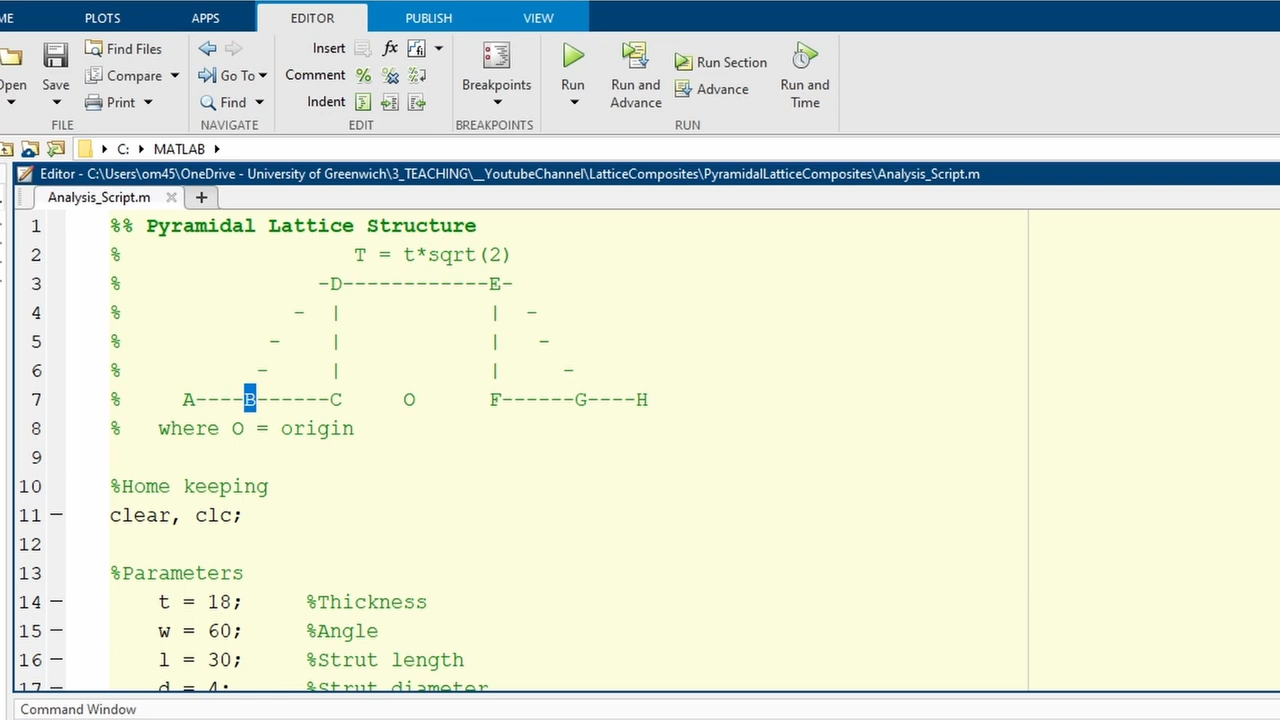 ME PLOTS APPS EDITOR PUBLISH VIEW
Find Files Insert fx
Open Save Compare Go To Comment % Breakpoints Run Run and Advance Run Section Run and Time
Print Find Indent Advance
FILE NAVIGATE EDIT BREAKPOINTS RUN
C: MATLAB
Editor - C:\Users\om45\OneDrive - University of Greenwich\3_TEACHING\__YoutubeChannel\LatticeComposites\PyramidalLatticeComposites\Analysis_Script.m
Analysis_Script.m × +
1 %% Pyramidal Lattice Structure
2 % T = t*sqrt(2)
3 % -D------------E-
4 % - | | -
5 % - | | -
6 % - | | -
7 % A----B------C O F------G----H
8 % where O = origin
9
10 %Home keeping
11 clear, clc;
12
13 %Parameters
14 t = 18; %Thickness
15 w = 60; %Angle
16 l = 30; %Strut length
17 d = 4; %Strut diameter
Command Window